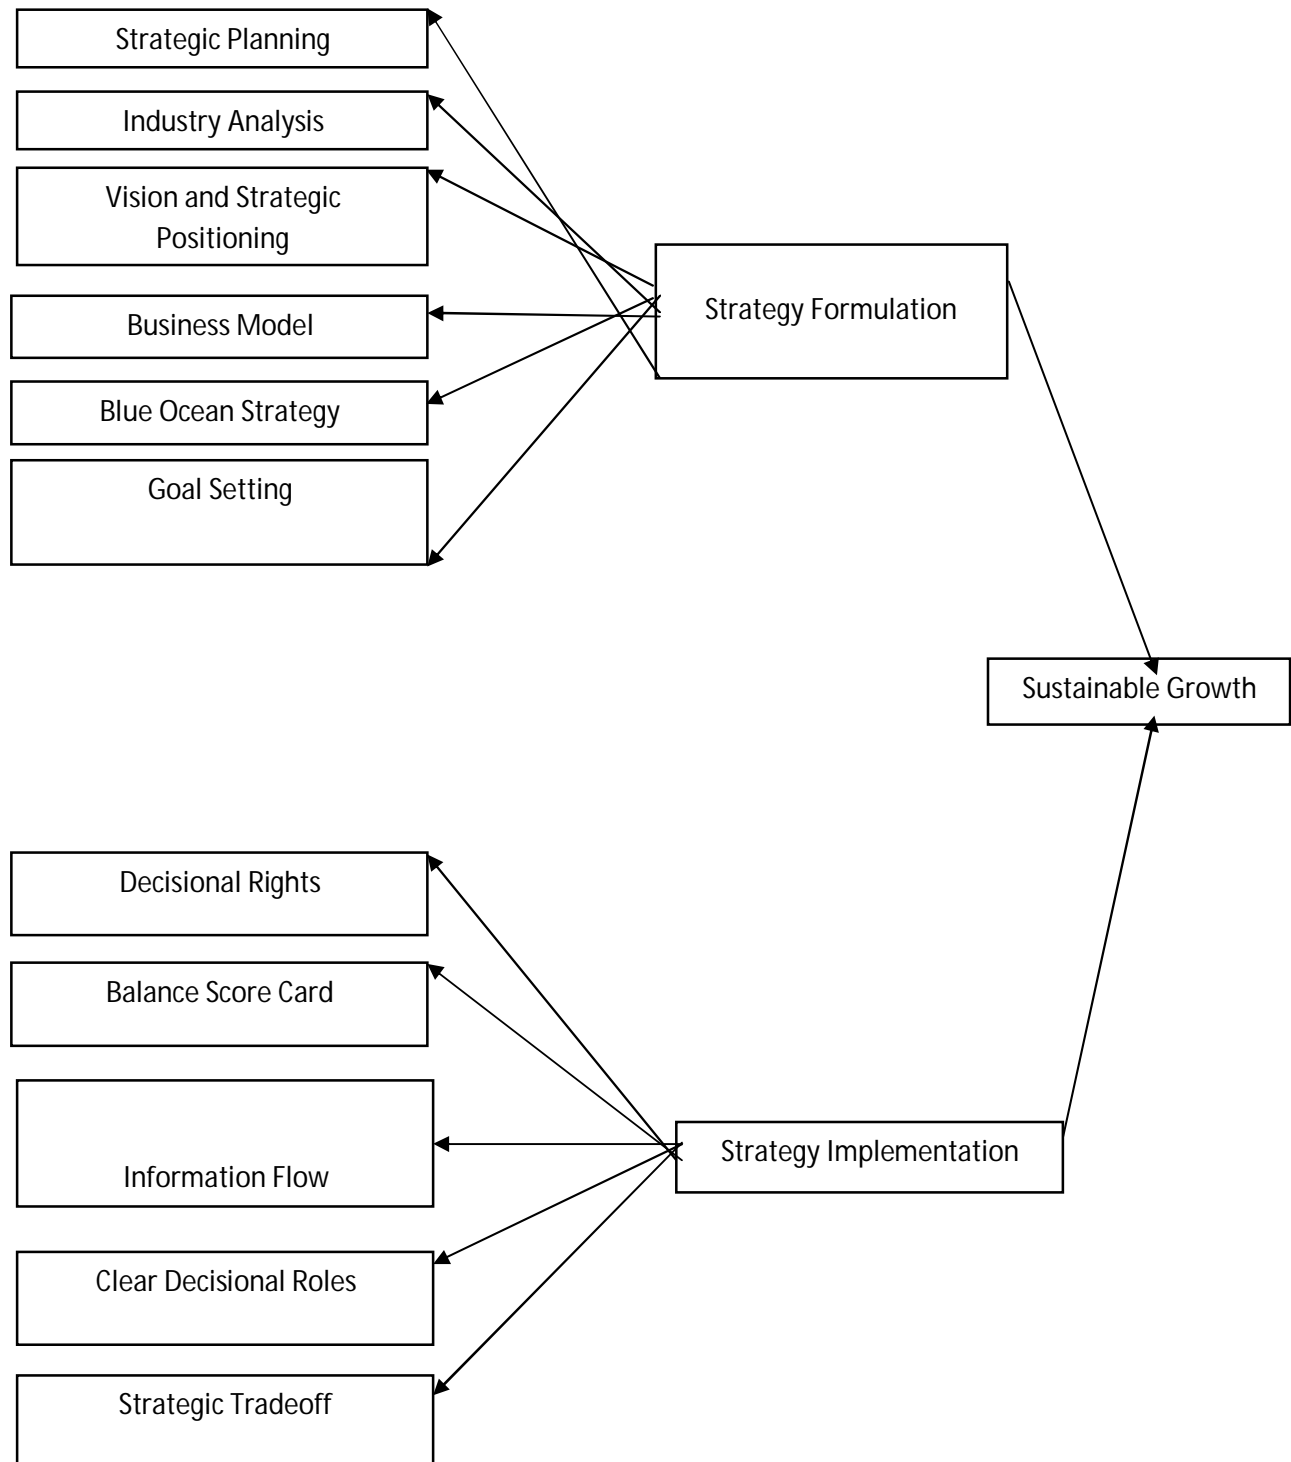 Strategic Planning
Industry Analysis
Vision and Strategic
Positioning
Business Model
Blue Ocean Strategy
Goal Setting
Strategy Formulation
Sustainable Growth
Decisional Rights
Balance Score Card
Information Flow
Clear Decisional Roles
Strategic Tradeoff
Strategy Implementation